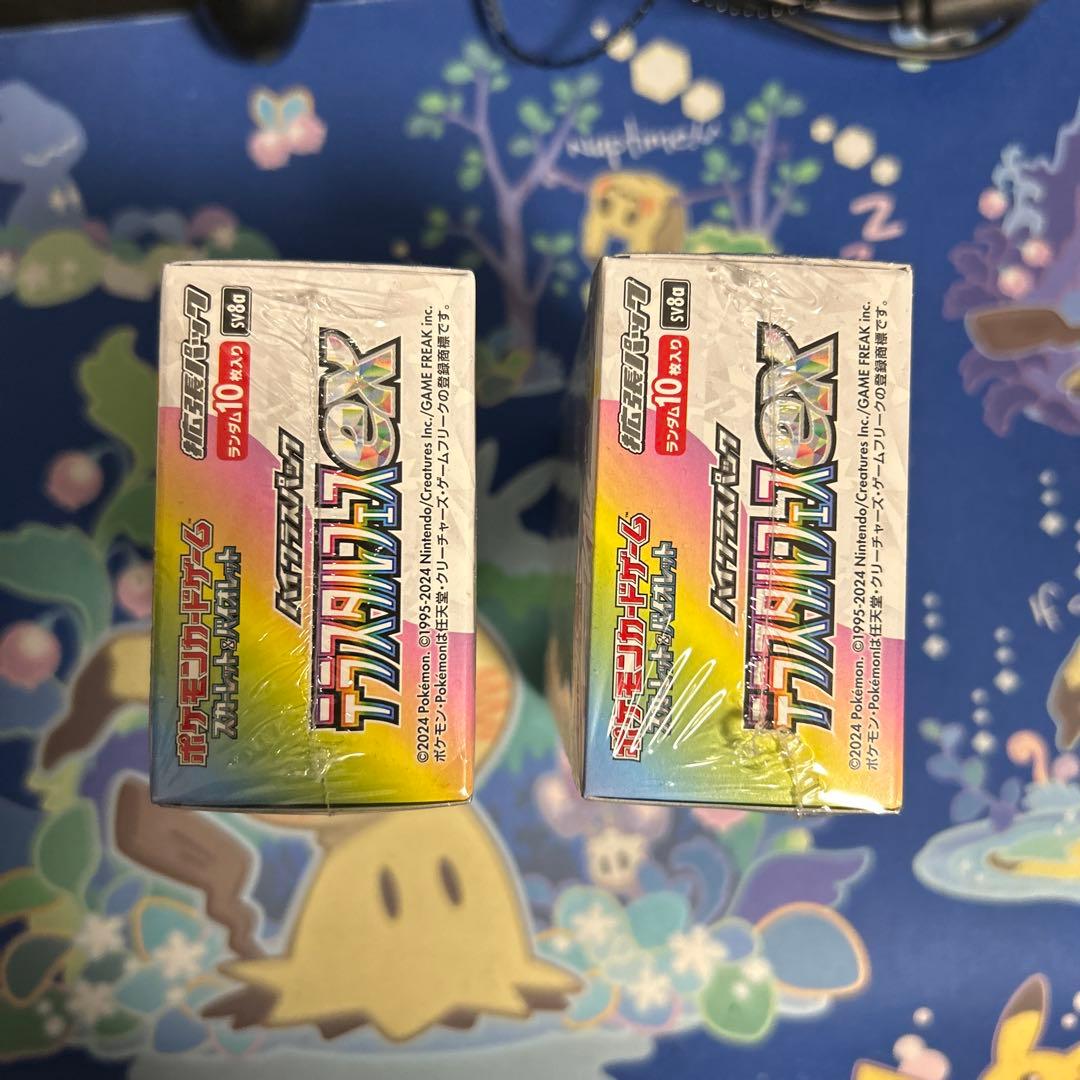 拡張パック
SV8a
ランダム10枚入り
ポケモンカードゲーム
スカーレット&バイオレット
ハイクラスパック
テラスタルフェスex
©2024 Pokémon. ©1995-2024 Nintendo/Creatures Inc./GAME FREAK inc.
ポケモン・Pokémonは任天堂・クリーチャーズ・ゲームフリークの登録商標です。
拡張パック
SV8a
ランダム10枚入り
ポケモンカードゲーム
スカーレット&バイオレット
ハイクラスパック
テラスタルフェスex
©2024 Pokémon. ©1995-2024 Nintendo/Creatures Inc./GAME FREAK inc.
ポケモン・Pokémonは任天堂・クリーチャーズ・ゲームフリークの登録商標です。